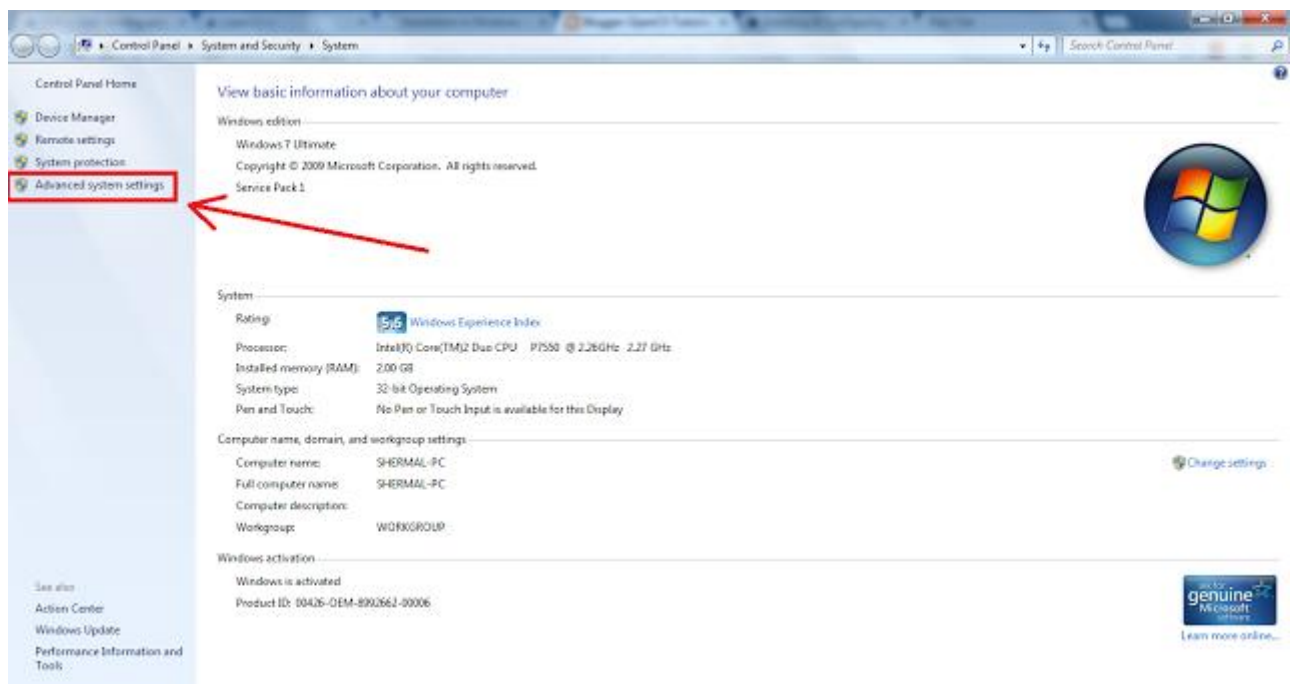 Control Panel ▸ System and Security ▸ System
Search Control Panel
Control Panel Home
Device Manager
Remote settings
System protection
Advanced system settings
See also
Action Center
Windows Update
Performance Information and
Tools
View basic information about your computer
Windows edition
Windows 7 Ultimate
Copyright © 2009 Microsoft Corporation. All rights reserved.
Service Pack 1
System
Rating: 5,6 Windows Experience Index
Processor: Intel(R) Core(TM)2 Duo CPU P7550 @ 2.26GHz 2.27 GHz
Installed memory (RAM): 2.00 GB
System type: 32-bit Operating System
Pen and Touch: No Pen or Touch Input is available for this Display
Computer name, domain, and workgroup settings
Computer name: SHERMAL-PC
Change settings
Full computer name: SHERMAL-PC
Computer description:
Workgroup: WORKGROUP
Windows activation
Windows is activated
Product ID: 00426-OEM-8992662-00006
ask for
genuine
Microsoft
software
Learn more online...